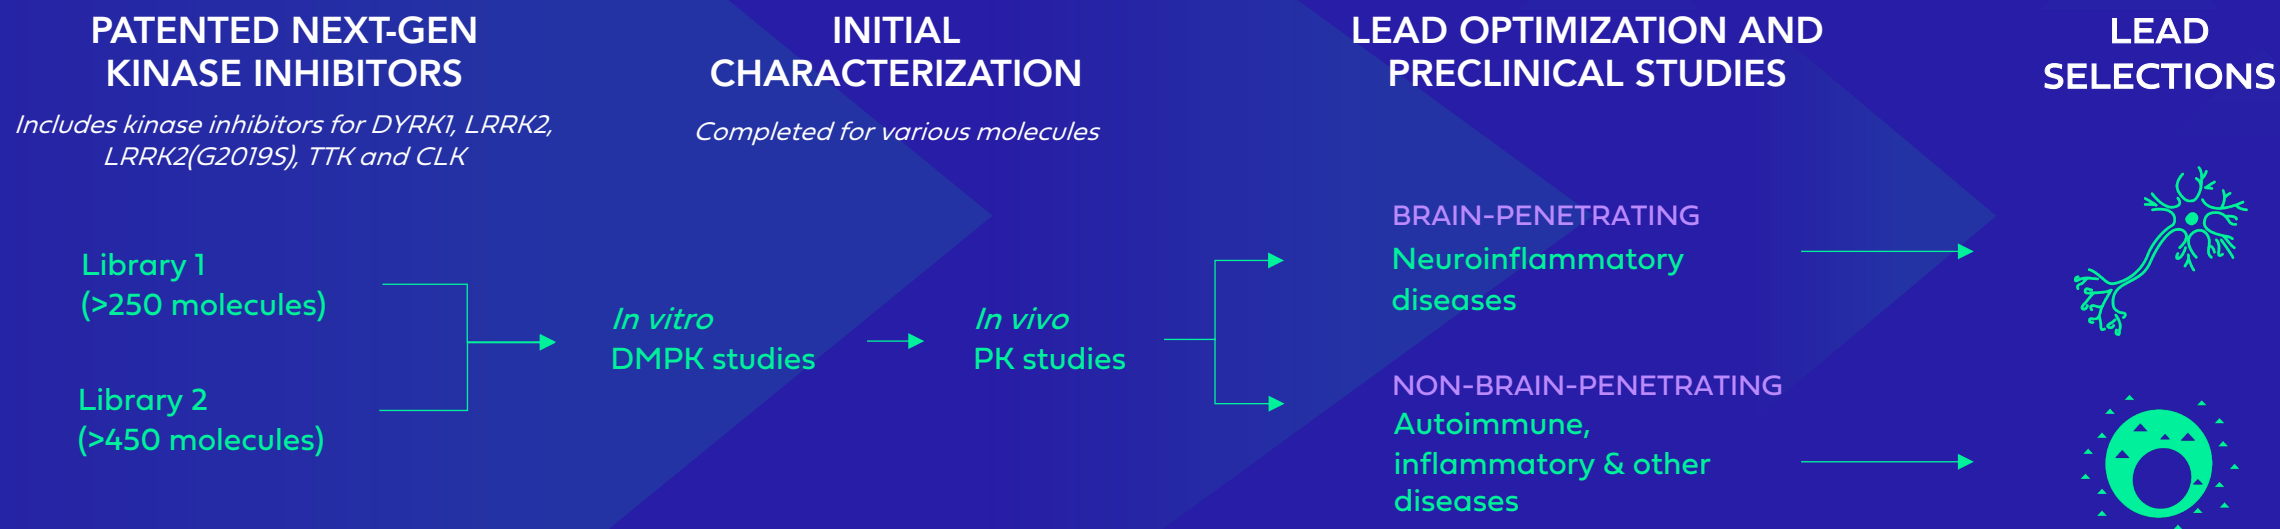 PATENTED NEXT-GEN
KINASE INHIBITORS
Includes kinase inhibitors for DYRK1, LRRK2,
LRRK2(G2019S), TTK and CLK
Library 1
(>250 molecules)
Library 2
(>450 molecules)
INITIAL
CHARACTERIZATION
Completed for various molecules
In vitro
DMPK studies
In vivo
PK studies
LEAD OPTIMIZATION AND
PRECLINICAL STUDIES
BRAIN-PENETRATING
Neuroinflammatory
diseases
NON-BRAIN-PENETRATING
Autoimmune,
inflammatory & other
diseases
LEAD
SELECTIONS